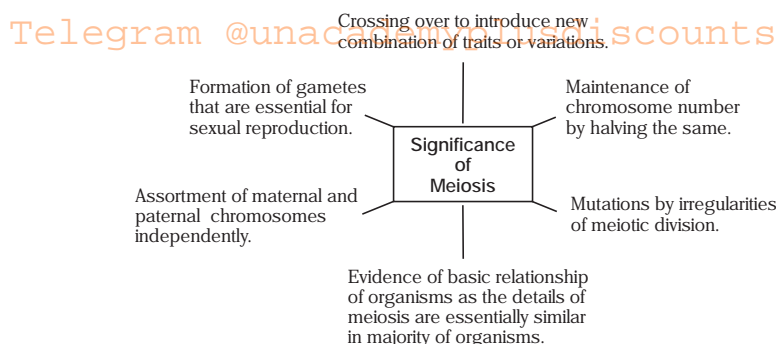 Telegram @unacademyplusdiscounts
Crossing over to introduce new
combination of traits or variations.
Formation of gametes
that are essential for
sexual reproduction.
Maintenance of
chromosome number
by halving the same.
Significance
of
Meiosis
Assortment of maternal and
paternal chromosomes
independently.
Mutations by irregularities
of meiotic division.
Evidence of basic relationship
of organisms as the details of
meiosis are essentially similar
in majority of organisms.